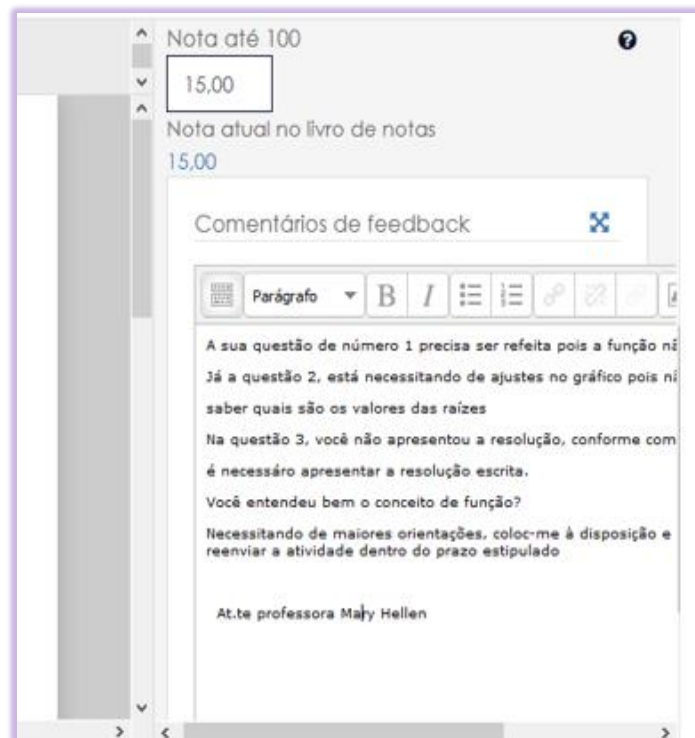 Nota até 100
15,00
Nota atual no livro de notas
15,00
Comentários de feedback
Parágrafo B I
A sua questão de número 1 precisa ser refeita pois a função
Já a questão 2, está necessitando de ajustes no gráfico pois
saber quais são os valores das raízes
Na questão 3, você não apresentou a resolução, conforme
é necessáro apresentar a resolução escrita.
Você entendeu bem o conceito de função?
Necessitando de maiores orientações, coloc-me à disposição e
reenviar a atividade dentro do prazo estipulado
At.te professora Mary Hellen